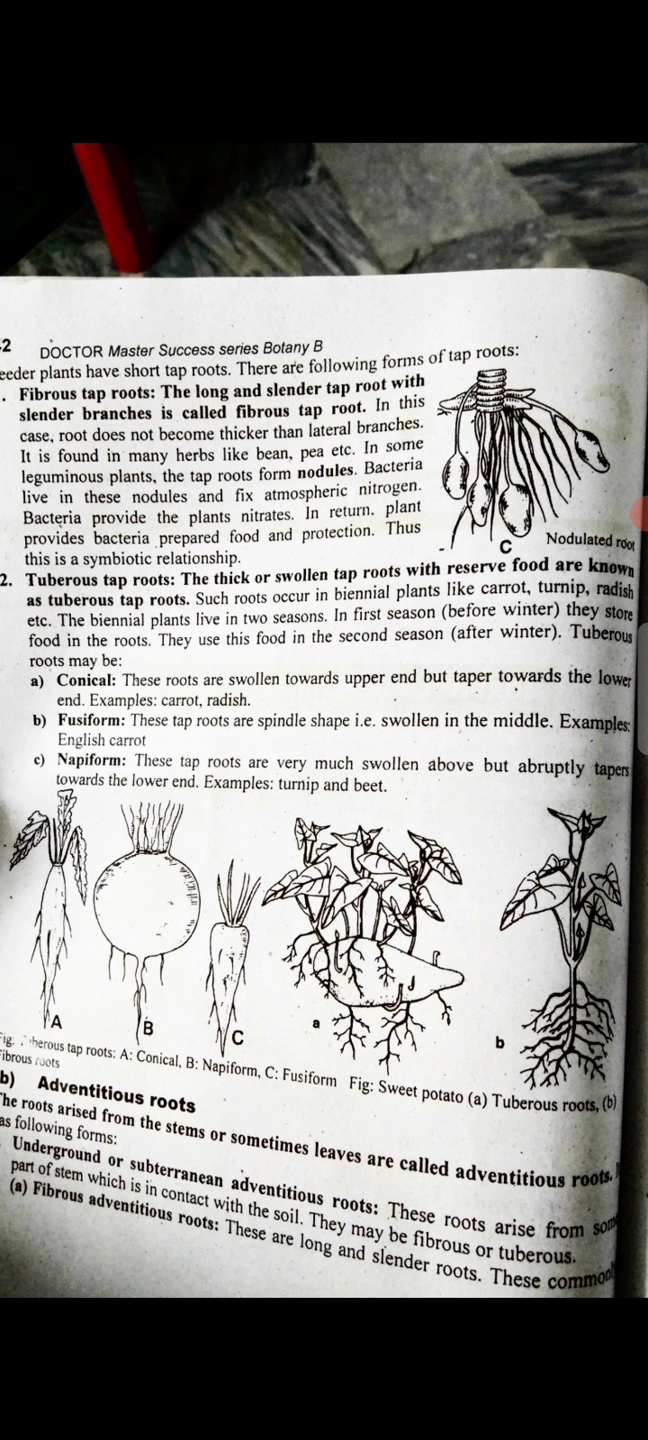 2 DOCTOR Master Success series Botany B
eeder plants have short tap roots. There are following forms of tap roots:
. Fibrous tap roots: The long and slender tap root with
slender branches is called fibrous tap root. In this
case, root does not become thicker than lateral branches.
It is found in many herbs like bean, pea etc. In some
leguminous plants, the tap roots form nodules. Bacteria
live in these nodules and fix atmospheric nitrogen.
Bacteria provide the plants nitrates. In return. plant
provides bacteria prepared food and protection. Thus
this is a symbiotic relationship.
C Nodulated root
2. Tuberous tap roots: The thick or swollen tap roots with reserve food are known
as tuberous tap roots. Such roots occur in biennial plants like carrot, turnip, radish
etc. The biennial plants live in two seasons. In first season (before winter) they store
food in the roots. They use this food in the second season (after winter). Tuberous
roots may be:
a) Conical: These roots are swollen towards upper end but taper towards the lower
end. Examples: carrot, radish.
b) Fusiform: These tap roots are spindle shape i.e. swollen in the middle. Examples:
English carrot
c) Napiform: These tap roots are very much swollen above but abruptly tapers
towards the lower end. Examples: turnip and beet.
A B C a b
ig: herous tap roots: A: Conical, B: Napiform, C: Fusiform Fig: Sweet potato (a) Tuberous roots, (b)
ibrous roots
b) Adventitious roots
The roots arised from the stems or sometimes leaves are called adventitious roots.
as following forms:
Underground or subterranean adventitious roots: These roots arise from som
part of stem which is in contact with the soil. They may be fibrous or tuberous.
(a) Fibrous adventitious roots: These are long and slender roots. These common